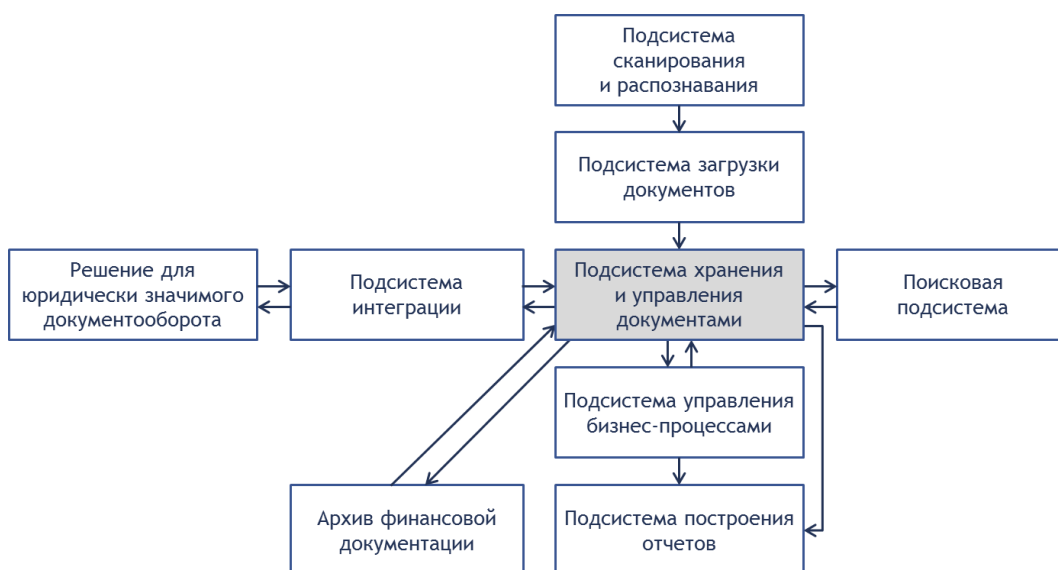 Подсистема
сканирования
и распознавания
Подсистема загрузки
документов
Решение для
юридически значимого
документооборота
Подсистема
интеграции
Подсистема хранения
и управления
документами
Поисковая
подсистема
Подсистема управления
бизнес-процессами
Архив финансовой
документации
Подсистема построения
отчетов